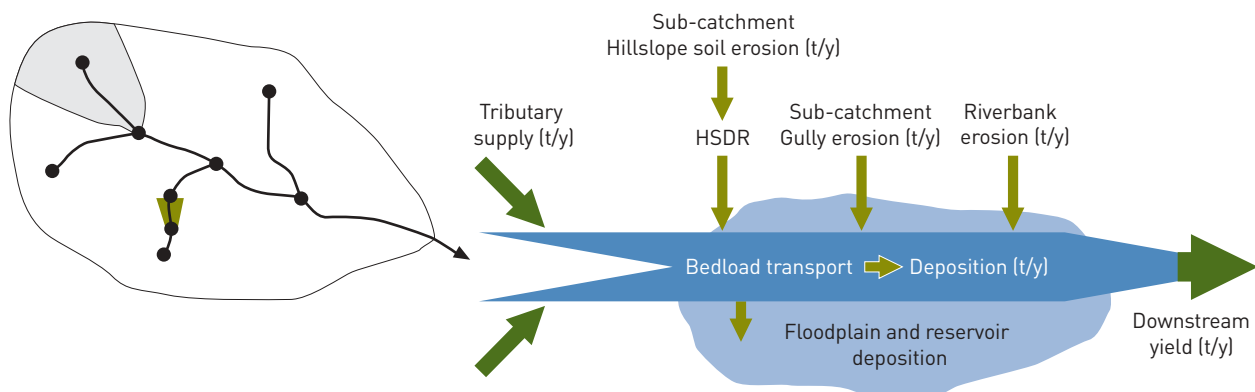 Sub-catchment
Hillslope soil erosion (t/y)
Tributary
supply (t/y)
HSDR
Sub-catchment
Gully erosion (t/y)
Riverbank
erosion (t/y)
Bedload transport
Deposition (t/y)
Floodplain and reservoir
deposition
Downstream
yield (t/y)